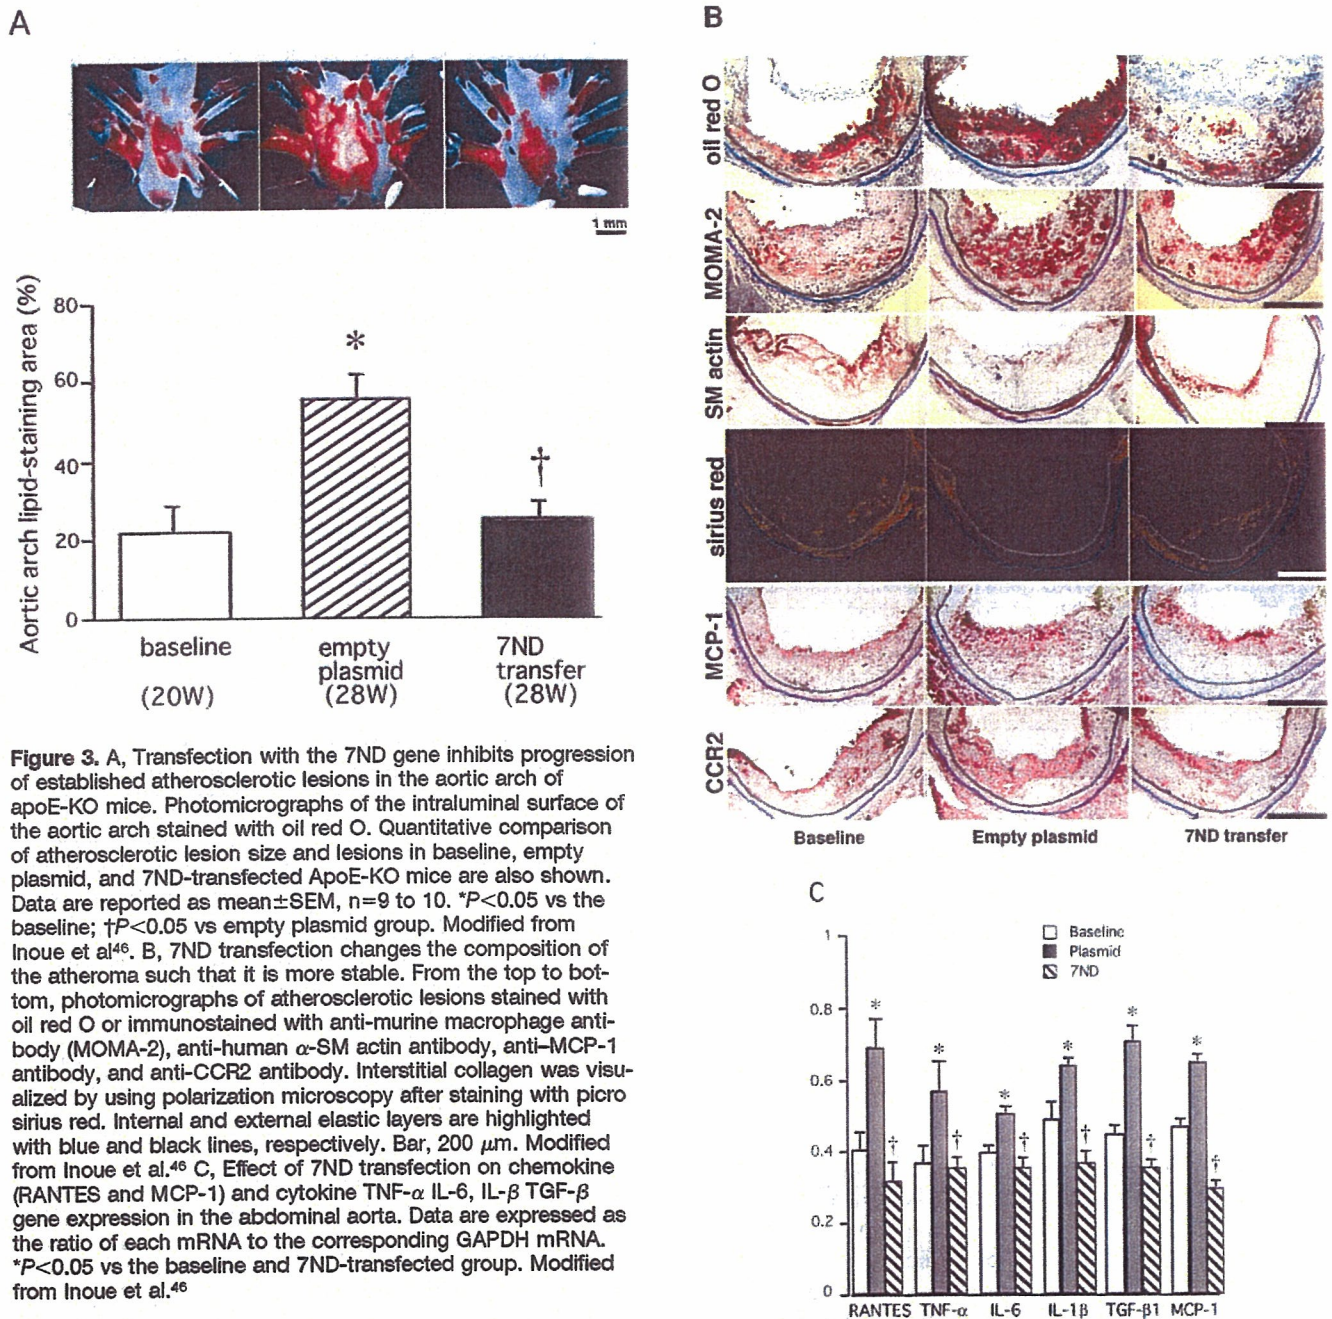 A
1 mm
Aortic arch lipid-staining area (%)
80
60
40
20
0
*
†
baseline
(20W)
empty
plasmid
(28W)
7ND
transfer
(28W)
Figure 3. A, Transfection with the 7ND gene inhibits progression
of established atherosclerotic lesions in the aortic arch of
apoE-KO mice. Photomicrographs of the intraluminal surface of
the aortic arch stained with oil red O. Quantitative comparison
of atherosclerotic lesion size and lesions in baseline, empty
plasmid, and 7ND-transfected ApoE-KO mice are also shown.
Data are reported as mean±SEM, n=9 to 10. *P<0.05 vs the
baseline; †P<0.05 vs empty plasmid group. Modified from
Inoue et al⁴⁶. B, 7ND transfection changes the composition of
the atheroma such that it is more stable. From the top to bot-
tom, photomicrographs of atherosclerotic lesions stained with
oil red O or immunostained with anti-murine macrophage anti-
body (MOMA-2), anti-human α-SM actin antibody, anti–MCP-1
antibody, and anti-CCR2 antibody. Interstitial collagen was visu-
alized by using polarization microscopy after staining with picro
sirius red. Internal and external elastic layers are highlighted
with blue and black lines, respectively. Bar, 200 μm. Modified
from Inoue et al.⁴⁶ C, Effect of 7ND transfection on chemokine
(RANTES and MCP-1) and cytokine TNF-α IL-6, IL-β TGF-β
gene expression in the abdominal aorta. Data are expressed as
the ratio of each mRNA to the corresponding GAPDH mRNA.
*P<0.05 vs the baseline and 7ND-transfected group. Modified
from Inoue et al.⁴⁶
B
oil red O
MOMA-2
SM actin
sirius red
MCP-1
CCR2
Baseline Empty plasmid 7ND transfer
C
Baseline
Plasmid
7ND
1
0.8
0.6
0.4
0.2
0
* * * * * *
† † † † † †
RANTES TNF-α IL-6 IL-1β TGF-β1 MCP-1